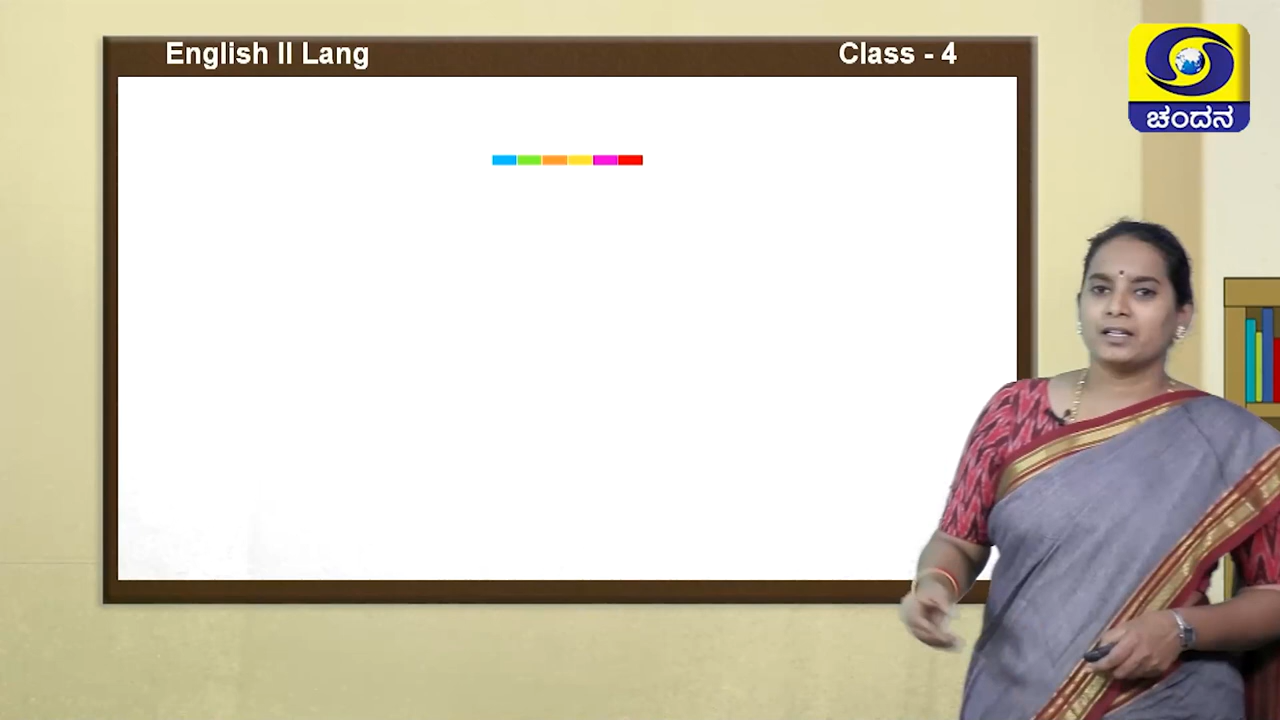 English II Lang
Class - 4
ಚಂದನ